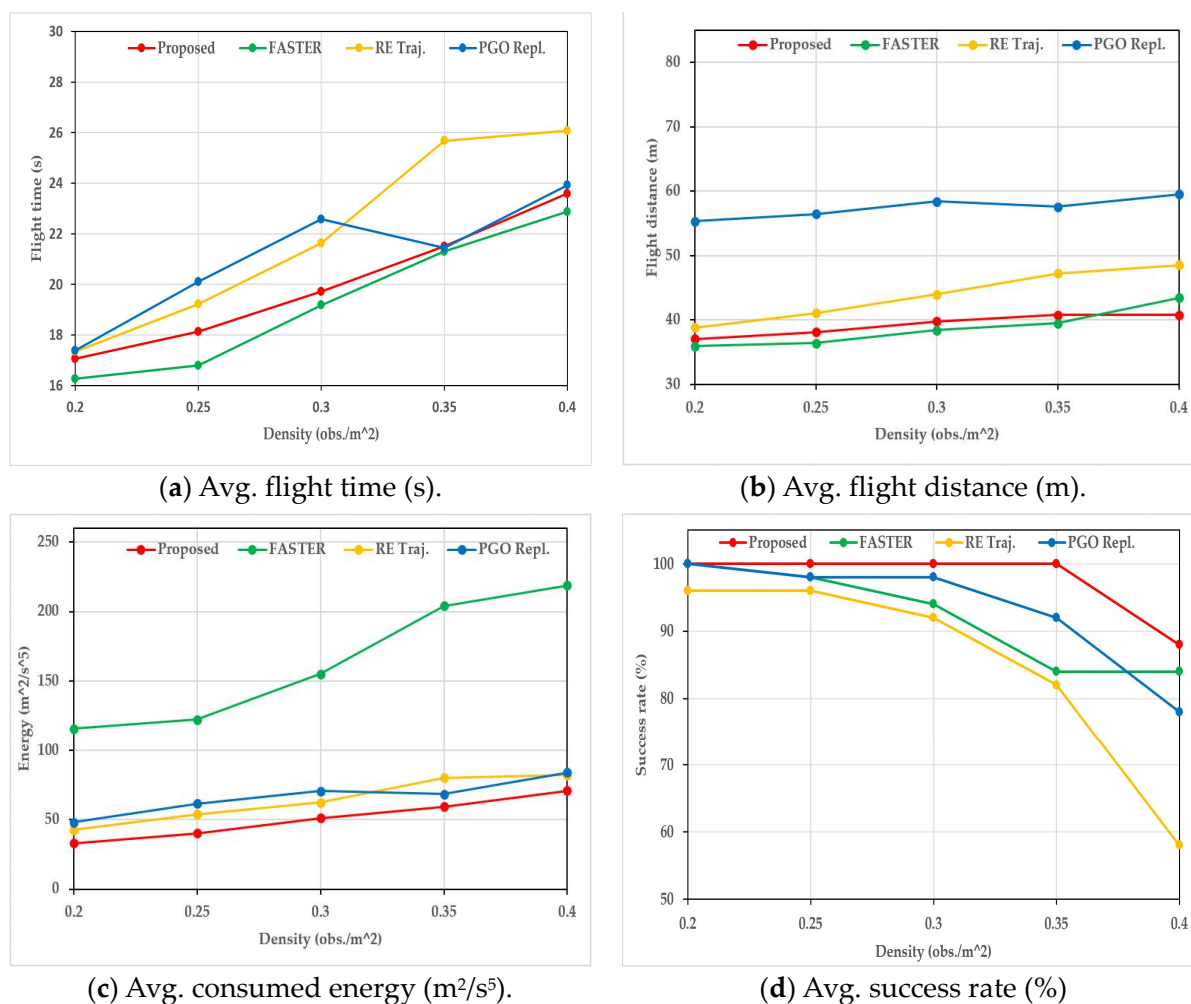 Proposed FASTER RE Traj. PGO Repl.
30
28
26
24
22
20
18
16
Flight time (s)
0.2 0.25 0.3 0.35 0.4
Density (obs./m^2)
(a) Avg. flight time (s).
Proposed FASTER RE Traj. PGO Repl.
80
70
60
50
40
30
Flight distance (m)
0.2 0.25 0.3 0.35 0.4
Density (obs./m^2)
(b) Avg. flight distance (m).
Proposed FASTER RE Traj. PGO Repl.
250
200
150
100
50
0
Energy (m^2/s^5)
0.2 0.25 0.3 0.35 0.4
Density (obs./m^2)
(c) Avg. consumed energy (m²/s⁵).
Proposed FASTER RE Traj. PGO Repl.
100
90
80
70
60
50
Success rate (%)
0.2 0.25 0.3 0.35 0.4
Density (obs./m^2)
(d) Avg. success rate (%)